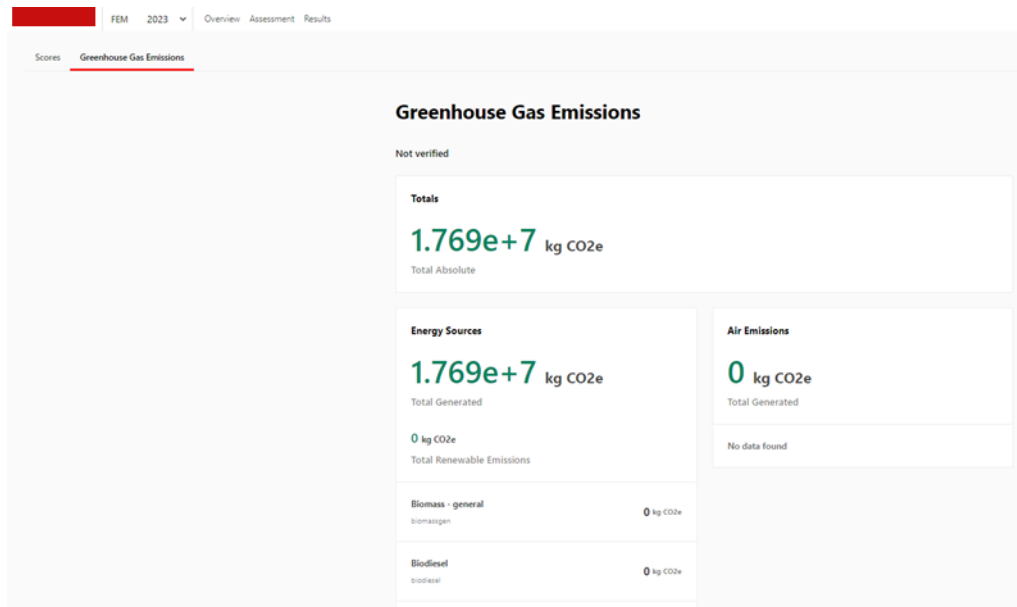 FEM 2023 Overview Assessment Results
Scores Greenhouse Gas Emissions
Greenhouse Gas Emissions
Not verified
Totals
1.769e+7 kg CO2e
Total Absolute
Energy Sources
1.769e+7 kg CO2e
Total Generated
0 kg CO2e
Total Renewable Emissions
Biomass - general
0 kg CO2e
biomassgen
Biodiesel
0 kg CO2e
biodiesel
Air Emissions
0 kg CO2e
Total Generated
No data found